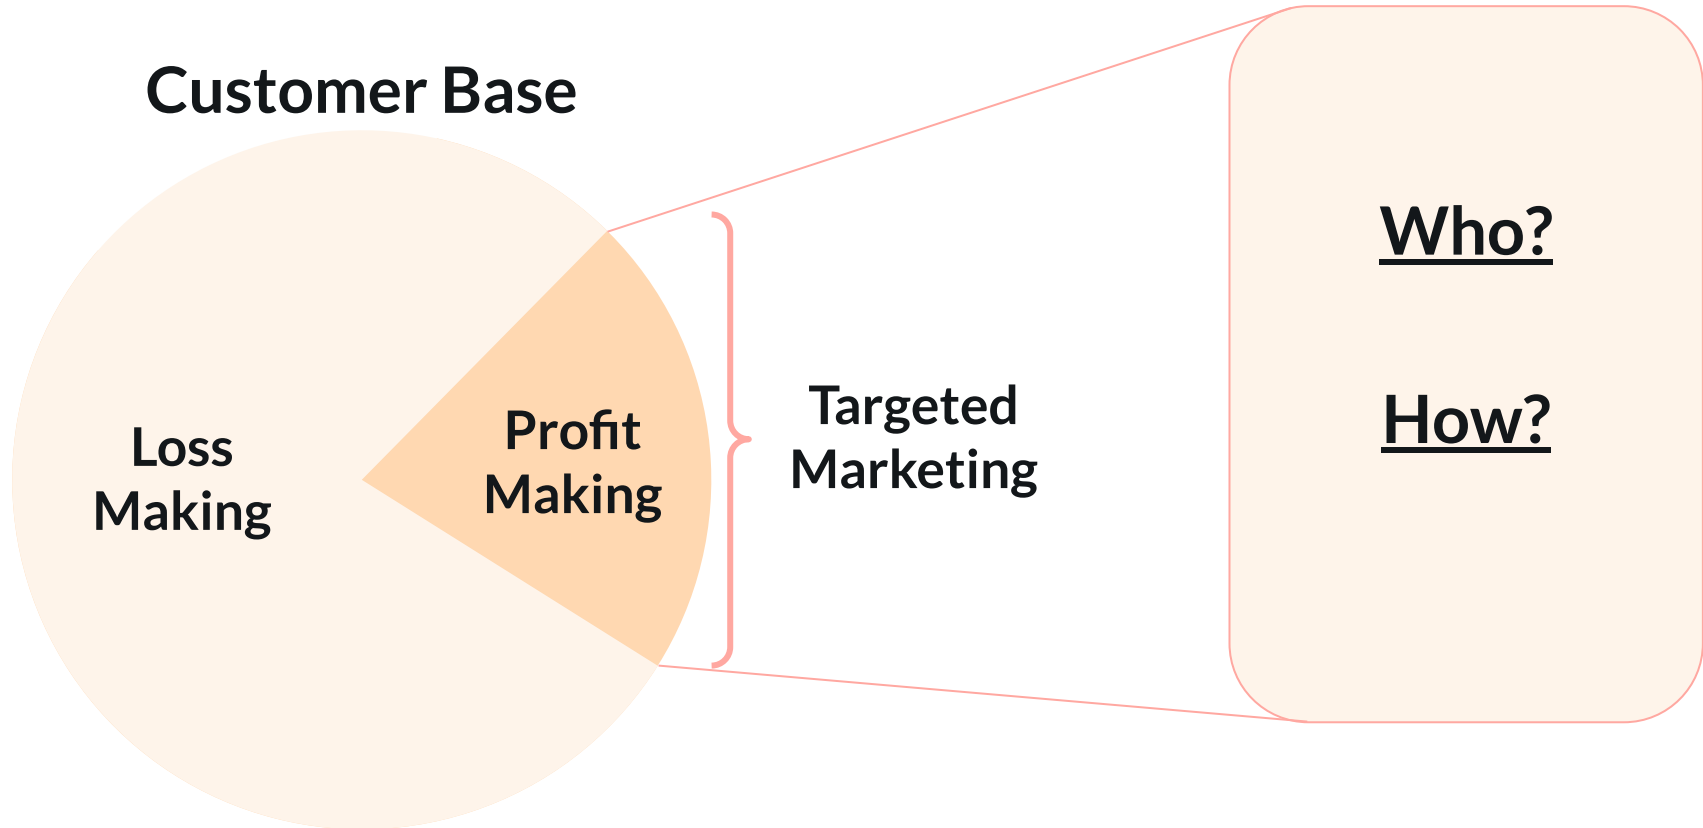 Customer Base
Loss
Making
Profit
Making
Targeted
Marketing
Who?
How?